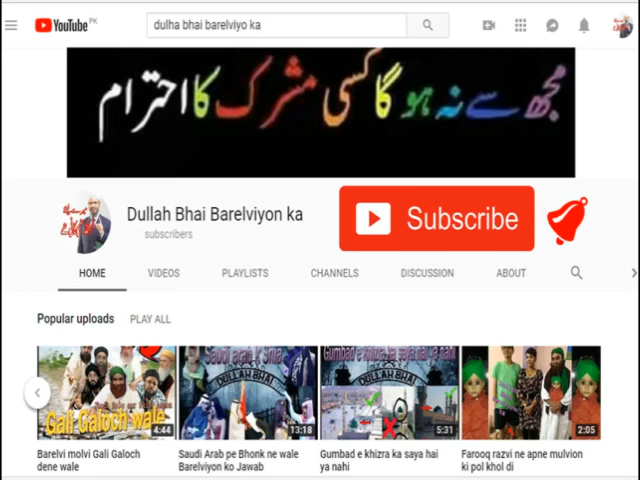 YouTube PK
dulha bhai barelviyo ka
مجھ سے نہ ہو گا کسی مشرک کا احترام
Dullah Bhai Barelviyon ka
subscribers
Subscribe
HOME VIDEOS PLAYLISTS CHANNELS DISCUSSION ABOUT
Popular uploads PLAY ALL
Gali Galoch wale
4:44
Saudi arab k Shia
DULLAH BHAI
13:18
Gumbad e khizra ka saya hai ya nahi
DULLAH BHAI
5:31
2:05
Barelvi molvi Gali Galoch
dene wale
Saudi Arab pe Bhonk ne wale
Barelviyon ko Jawab
Gumbad e khizra ka saya hai
ya nahi
Farooq razvi ne apne mulvion
ki pol khol di